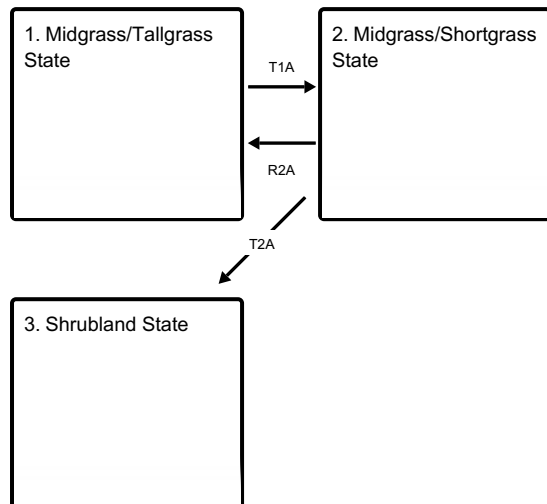 1. Midgrass/Tallgrass
State
2. Midgrass/Shortgrass
State
T1A
R2A
T2A
3. Shrubland State